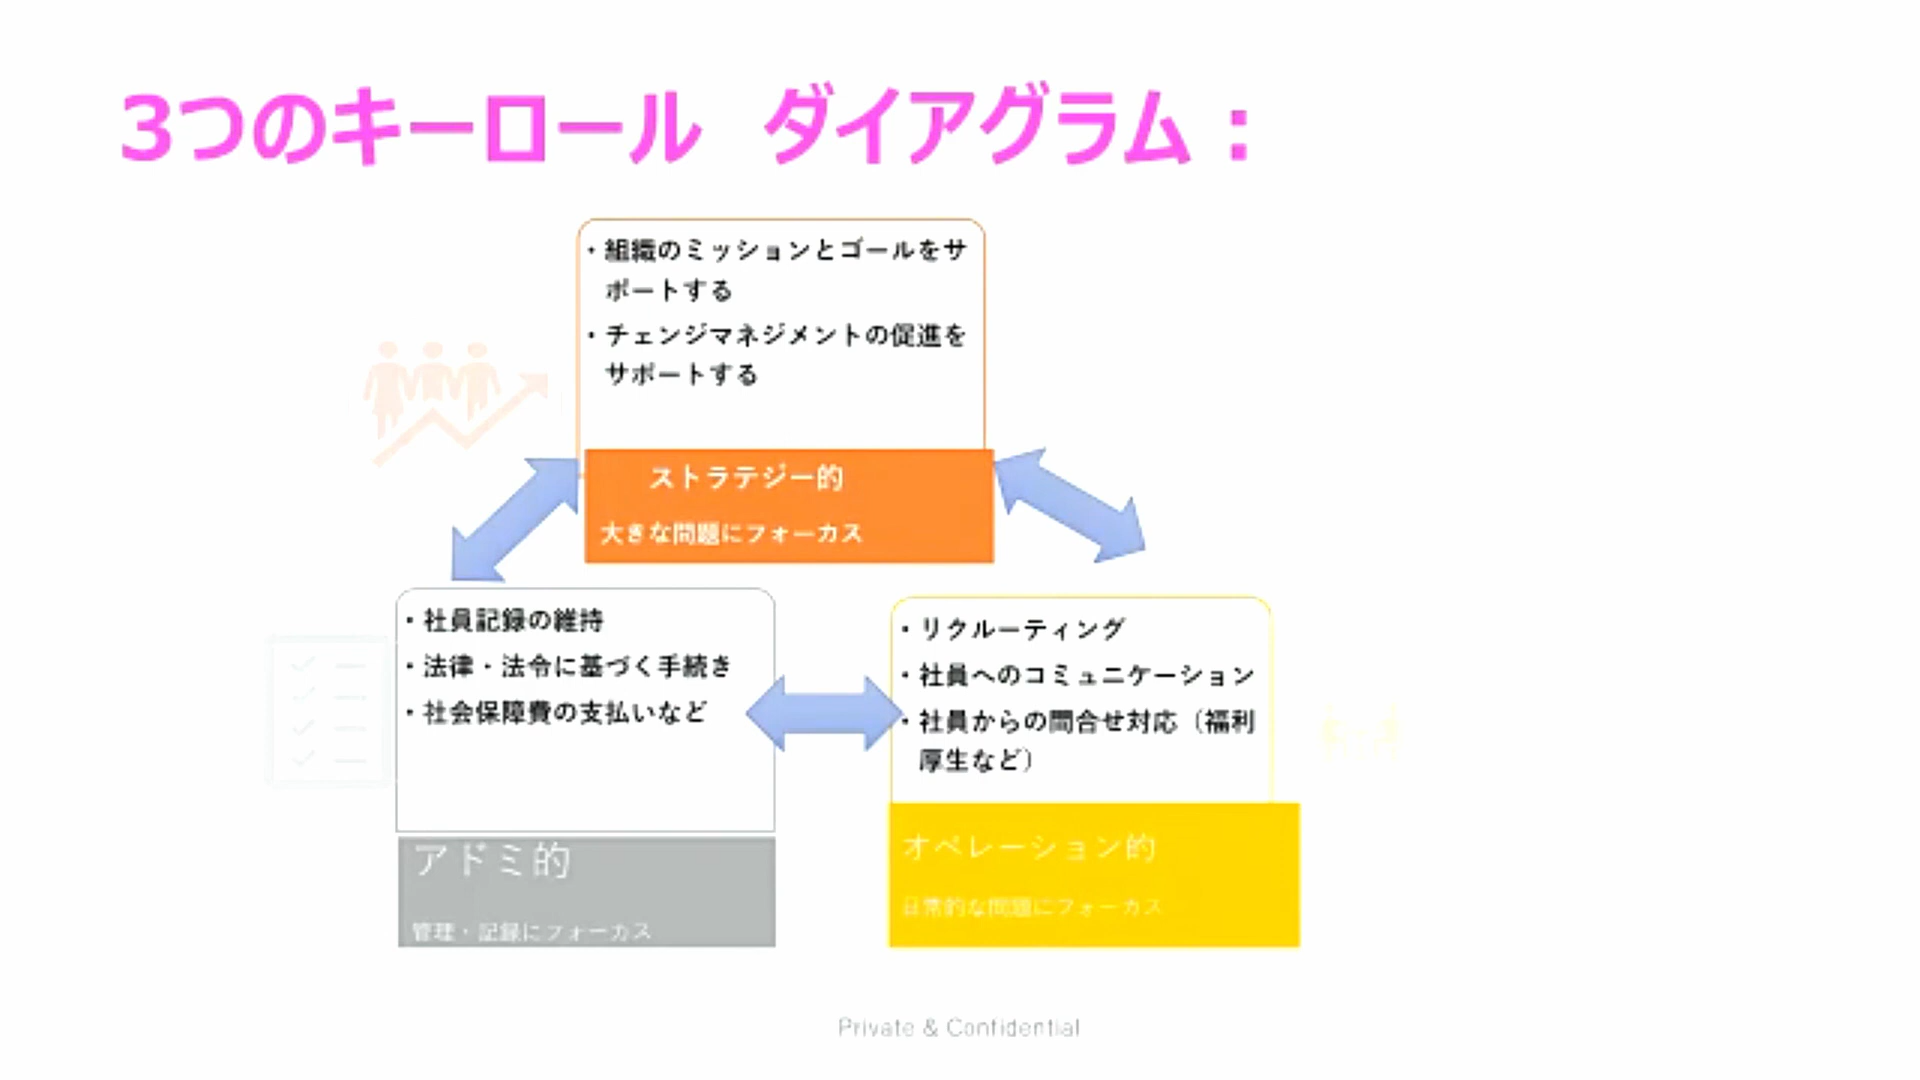 3つのキーロール ダイアグラム：
・組織のミッションとゴールをサ
ポートする
・チェンジマネジメントの促進を
サポートする
ストラテジー的
大きな問題にフォーカス
・社員記録の維持
・法律・法令に基づく手続き
・社会保障費の支払いなど
アドミ的
管理・記録にフォーカス
・リクルーティング
・社員へのコミュニケーション
・社員からの問合せ対応（福利
厚生など）
オペレーション的
日常的な問題にフォーカス
Private & Confidential